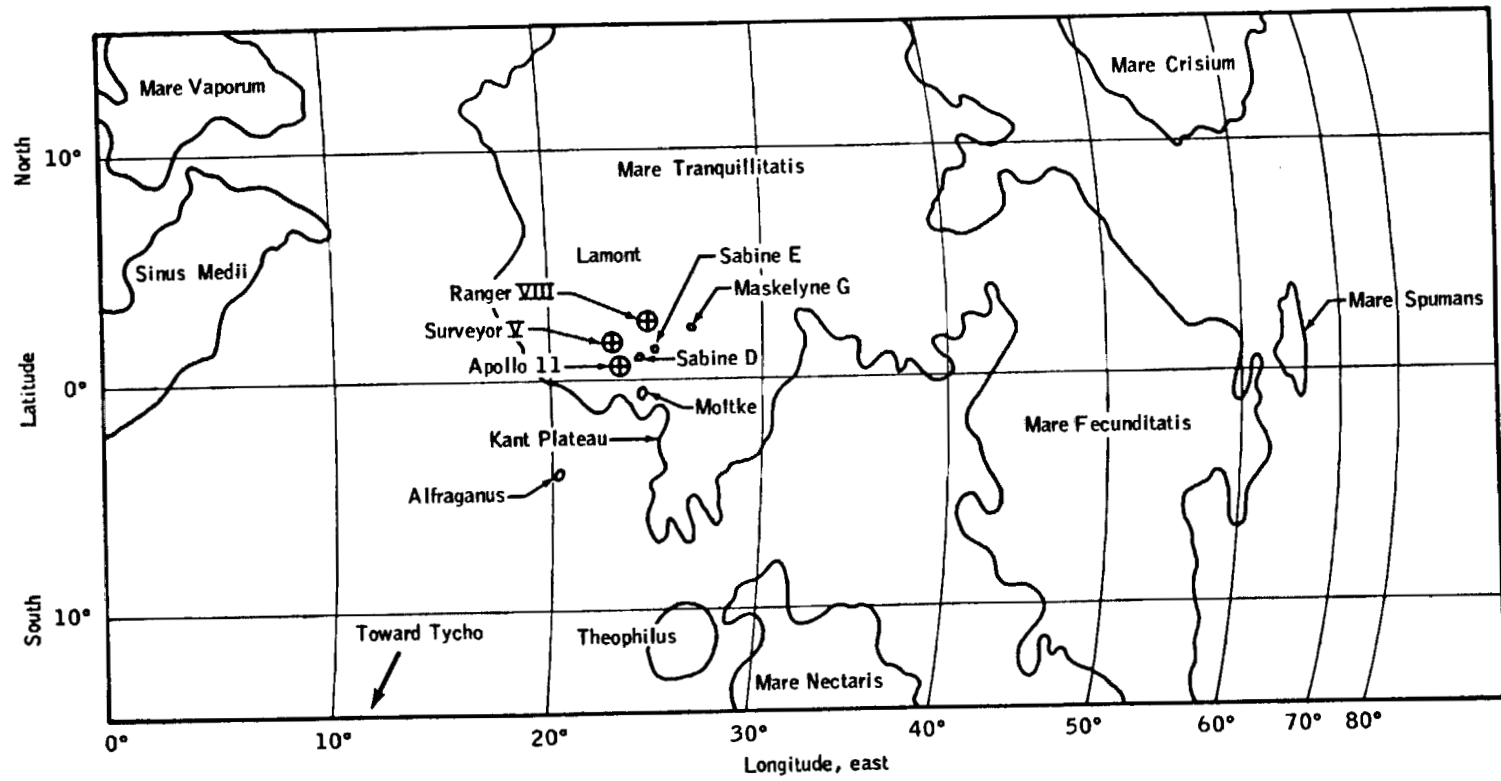 Mare Vaporum
Mare Crisium
North
10°
Mare Tranquillitatis
Sinus Medii
Lamont
Sabine E
Ranger VIII
Maskelyne G
Mare Spumans
Surveyor V
Apollo 11
Sabine D
Latitude
0°
Moltke
Mare Fecunditatis
Kant Plateau
Alfraganus
South
10°
Toward Tycho
Theophilus
Mare Nectaris
0°
10°
20°
30°
40°
50°
60°
70°
80°
Longitude, east